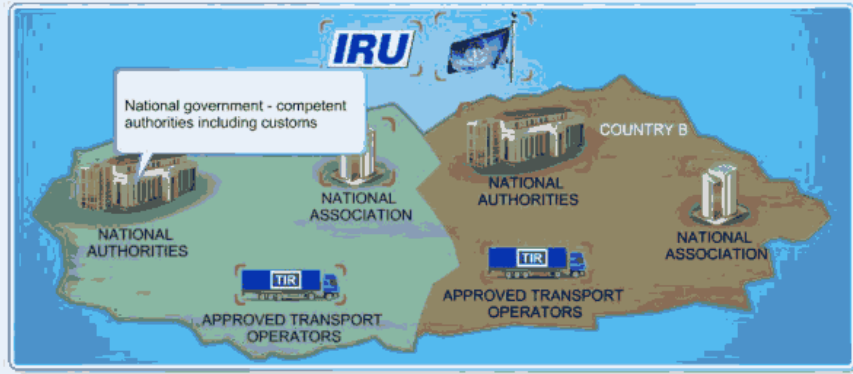 IRU
National government - competent
authorities including customs
COUNTRY B
NATIONAL
ASSOCIATION
NATIONAL
AUTHORITIES
NATIONAL
AUTHORITIES
NATIONAL
ASSOCIATION
TIR
APPROVED TRANSPORT
OPERATORS
TIR
APPROVED TRANSPORT
OPERATORS